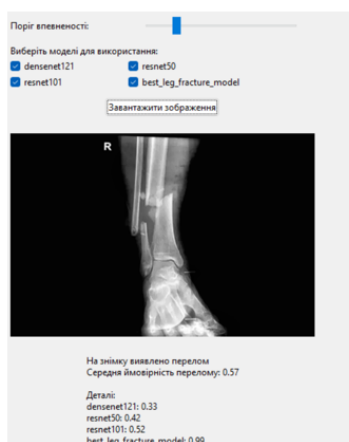 Поріг впевненості:
Виберіть моделі для використання:
densenet121 resnet50
resnet101 best_leg_fracture_model
Завантажити зображення
R
На знімку виявлено перелом
Середня ймовірність перелому: 0.57
Деталі:
densenet121: 0.33
resnet50: 0.42
resnet101: 0.52
best_leg_fracture_model: 0.99